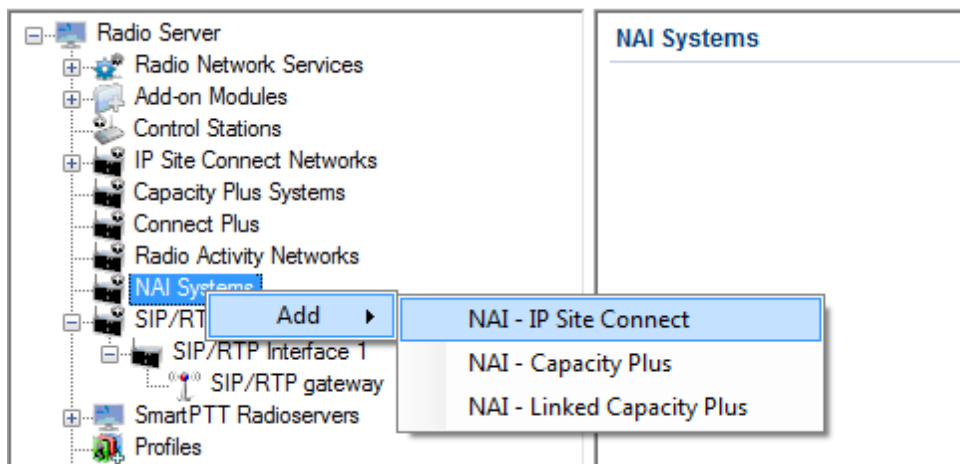 Radio Server
Radio Network Services
Add-on Modules
Control Stations
IP Site Connect Networks
Capacity Plus Systems
Connect Plus
Radio Activity Networks
NAI Systems
SIP/RT
SIP/RTP Interface 1
SIP/RTP gateway
SmartPTT Radioservers
Profiles
Add
NAI - IP Site Connect
NAI - Capacity Plus
NAI - Linked Capacity Plus
NAI Systems